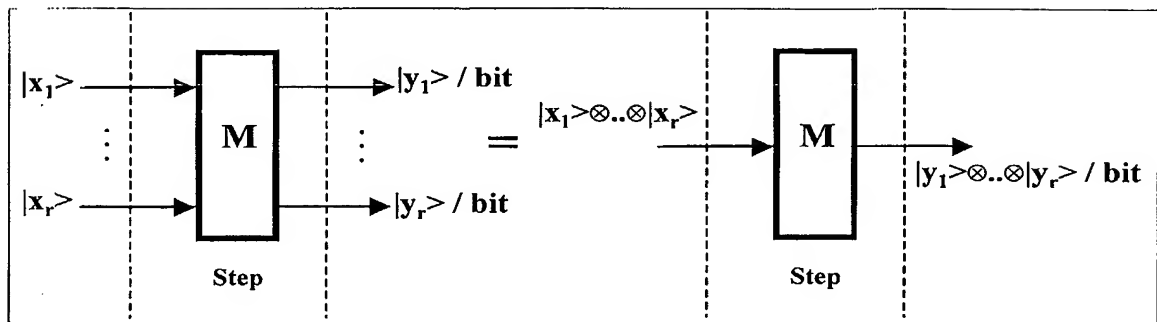 |x₁>
⋮
|xᵣ>
M
Step
|y₁> / bit
⋮
|yᵣ> / bit
=
|x₁>⊗..⊗|xᵣ>
M
Step
|y₁>⊗..⊗|yᵣ> / bit